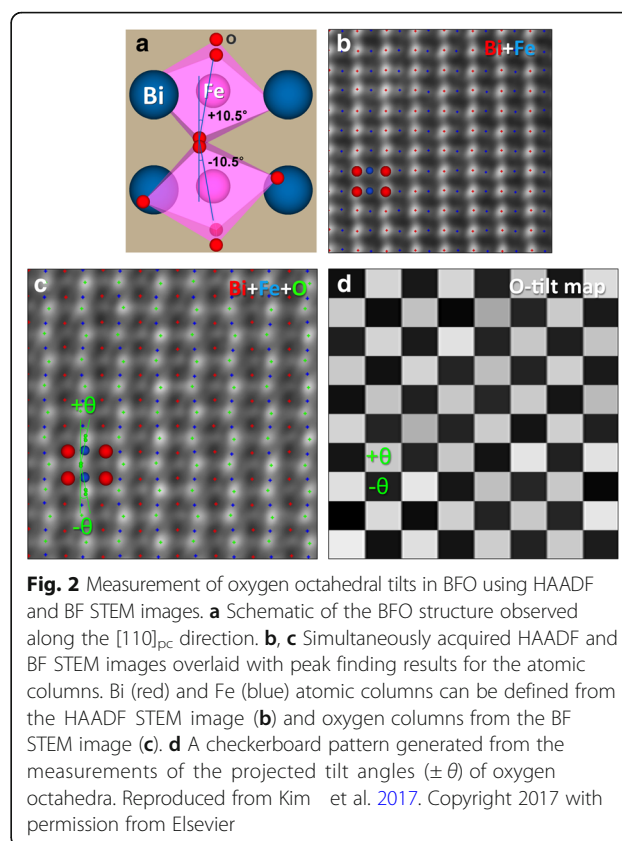 a
O
Bi
Fe
+10.5°
-10.5°
b
Bi+Fe
c
Bi+Fe+O
+θ
-θ
d
O-tilt map
+θ
-θ
Fig. 2 Measurement of oxygen octahedral tilts in BFO using HAADF
and BF STEM images. a Schematic of the BFO structure observed
along the [110]pc direction. b, c Simultaneously acquired HAADF and
BF STEM images overlaid with peak finding results for the atomic
columns. Bi (red) and Fe (blue) atomic columns can be defined from
the HAADF STEM image (b) and oxygen columns from the BF
STEM image (c). d A checkerboard pattern generated from the
measurements of the projected tilt angles (± θ) of oxygen
octahedra. Reproduced from Kim et al. 2017. Copyright 2017 with
permission from Elsevier